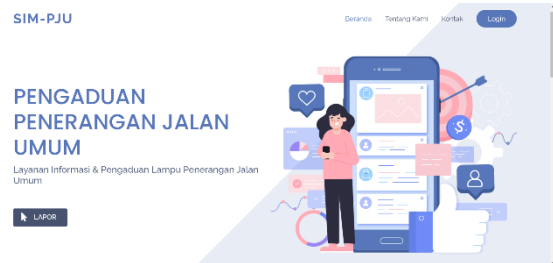 SIM-PJU
Beranda Tentang Kami Kontak Login
PENGADUAN
PENERANGAN JALAN
UMUM
Layanan Informasi & Pengaduan Lampu Penerangan Jalan
Umum
LAPOR